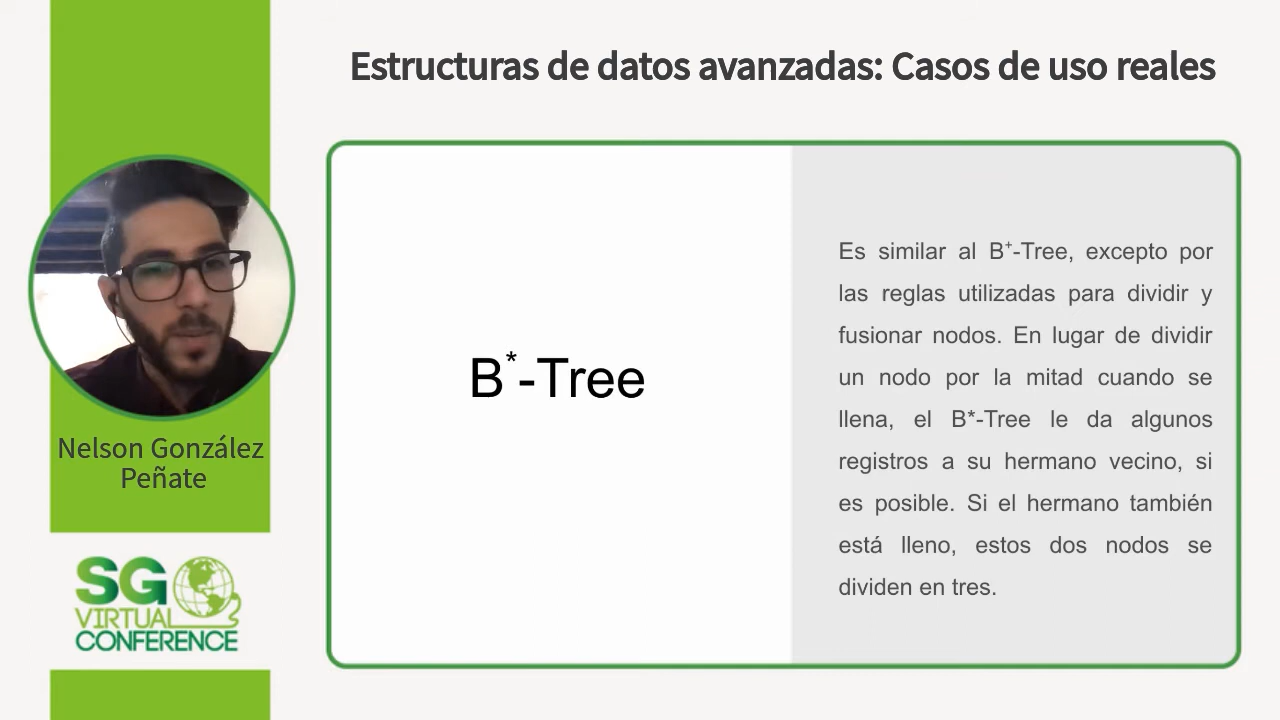 Estructuras de datos avanzadas: Casos de uso reales
B*-Tree
Es similar al B⁺-Tree, excepto por
las reglas utilizadas para dividir y
fusionar nodos. En lugar de dividir
un nodo por la mitad cuando se
llena, el B*-Tree le da algunos
registros a su hermano vecino, si
es posible. Si el hermano también
está lleno, estos dos nodos se
dividen en tres.
Nelson González
Peñate
SG
VIRTUAL
CONFERENCE